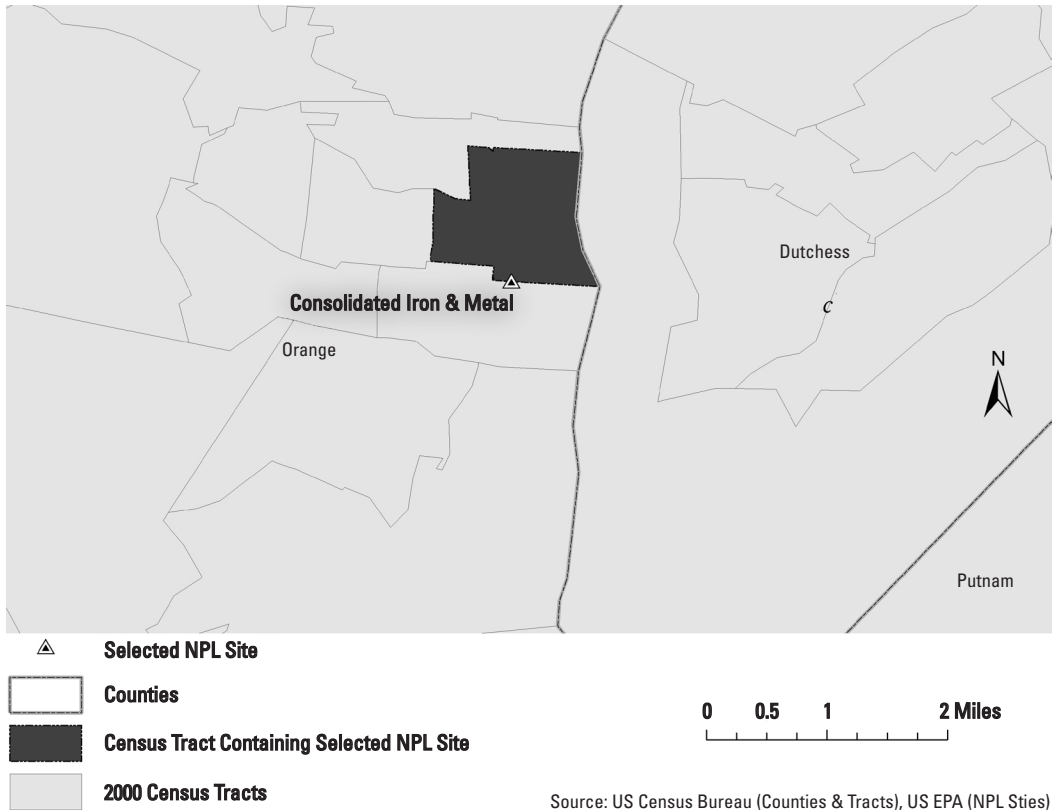 Dutchess
c
Consolidated Iron & Metal
Orange
N
Putnam
Selected NPL Site
Counties
0 0.5 1 2 Miles
Census Tract Containing Selected NPL Site
2000 Census Tracts
Source: US Census Bureau (Counties & Tracts), US EPA (NPL Sties)